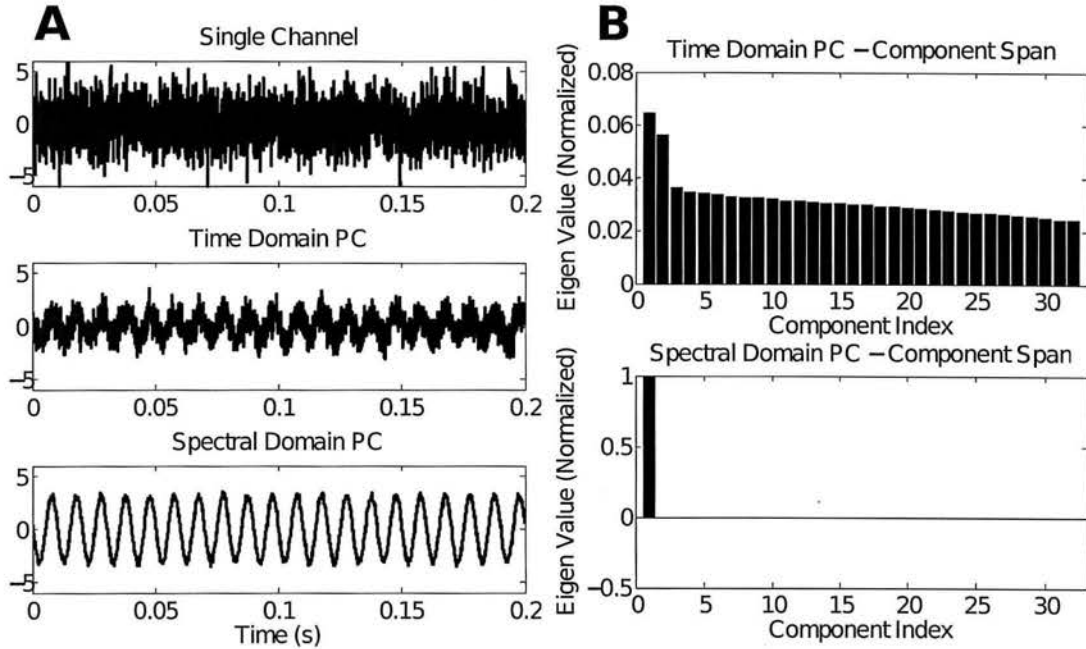 A
Single Channel
5
0
−5
0 0.05 0.1 0.15 0.2
Time Domain PC
5
0
−5
0 0.05 0.1 0.15 0.2
Spectral Domain PC
5
0
−5
0 0.05 0.1 0.15 0.2
Time (s)
B
Time Domain PC −Component Span
Eigen Value (Normalized)
0.08
0.06
0.04
0.02
0
0 5 10 15 20 25 30
Component Index
Spectral Domain PC −Component Span
Eigen Value (Normalized)
1
0.5
0
−0.5
5 10 15 20 25 30
Component Index